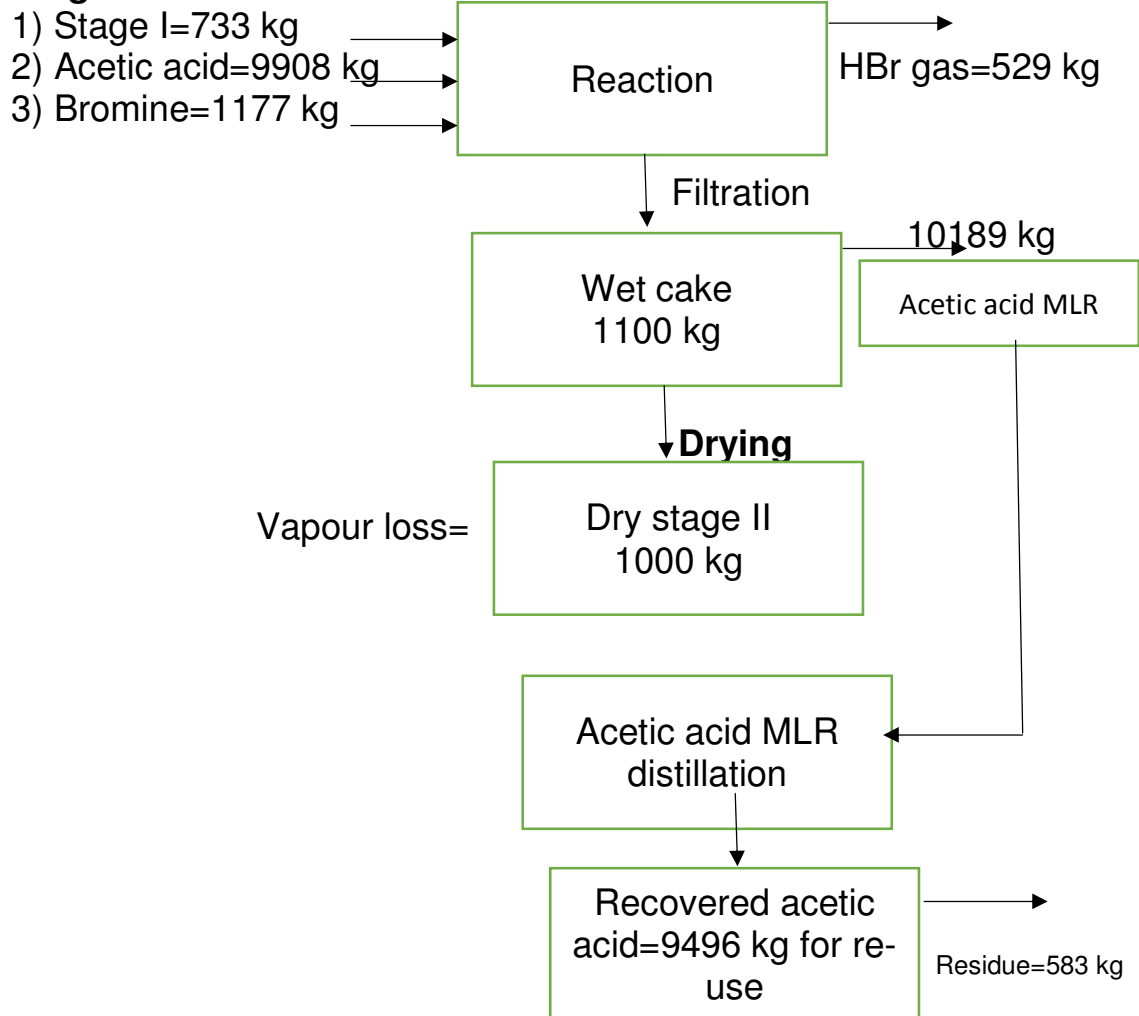 1) Stage I=733 kg
2) Acetic acid=9908 kg
3) Bromine=1177 kg
Reaction
HBr gas=529 kg
Filtration
10189 kg
Wet cake
1100 kg
Acetic acid MLR
Drying
Vapour loss=
Dry stage II
1000 kg
Acetic acid MLR
distillation
Recovered acetic
acid=9496 kg for re-
use
Residue=583 kg